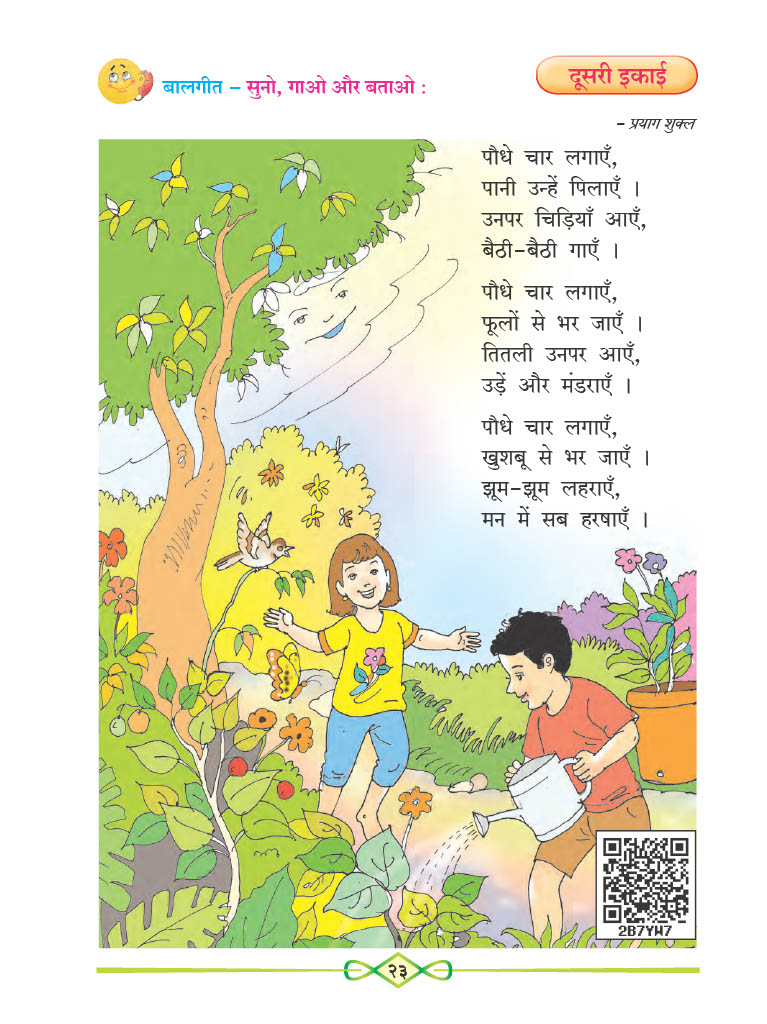 बालगीत – सुनो, गाओ और बताओ :
दूसरी इकाई
– प्रयाग शुक्ल
पौधे चार लगाएँ,
पानी उन्हें पिलाएँ ।
उनपर चिड़ियाँ आएँ,
बैठी-बैठी गाएँ ।
पौधे चार लगाएँ,
फूलों से भर जाएँ ।
तितली उनपर आएँ,
उड़ें और मंडराएँ ।
पौधे चार लगाएँ,
खुशबू से भर जाएँ ।
झूम-झूम लहराएँ,
मन में सब हरषाएँ ।
2B7YW7
२३